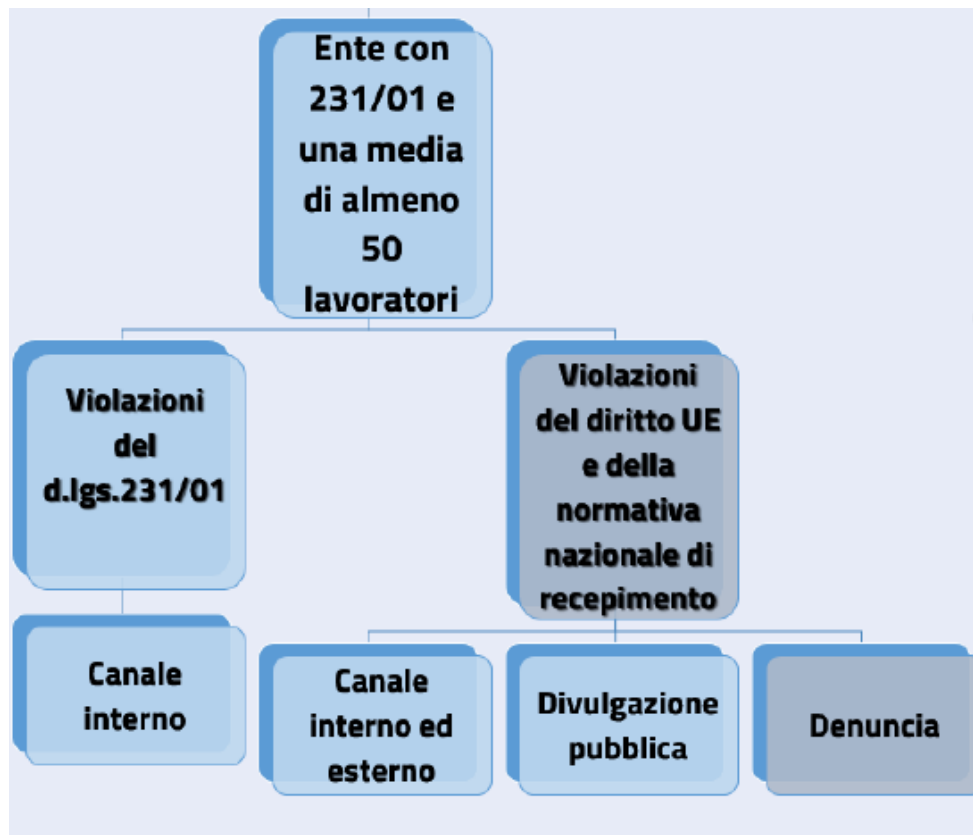 Ente con
231/01 e
una media
di almeno
50
lavoratori
Violazioni
del
d.lgs.231/01
Violazioni
del diritto UE
e della
normativa
nazionale di
recepimento
Canale
interno
Canale
interno ed
esterno
Divulgazione
pubblica
Denuncia